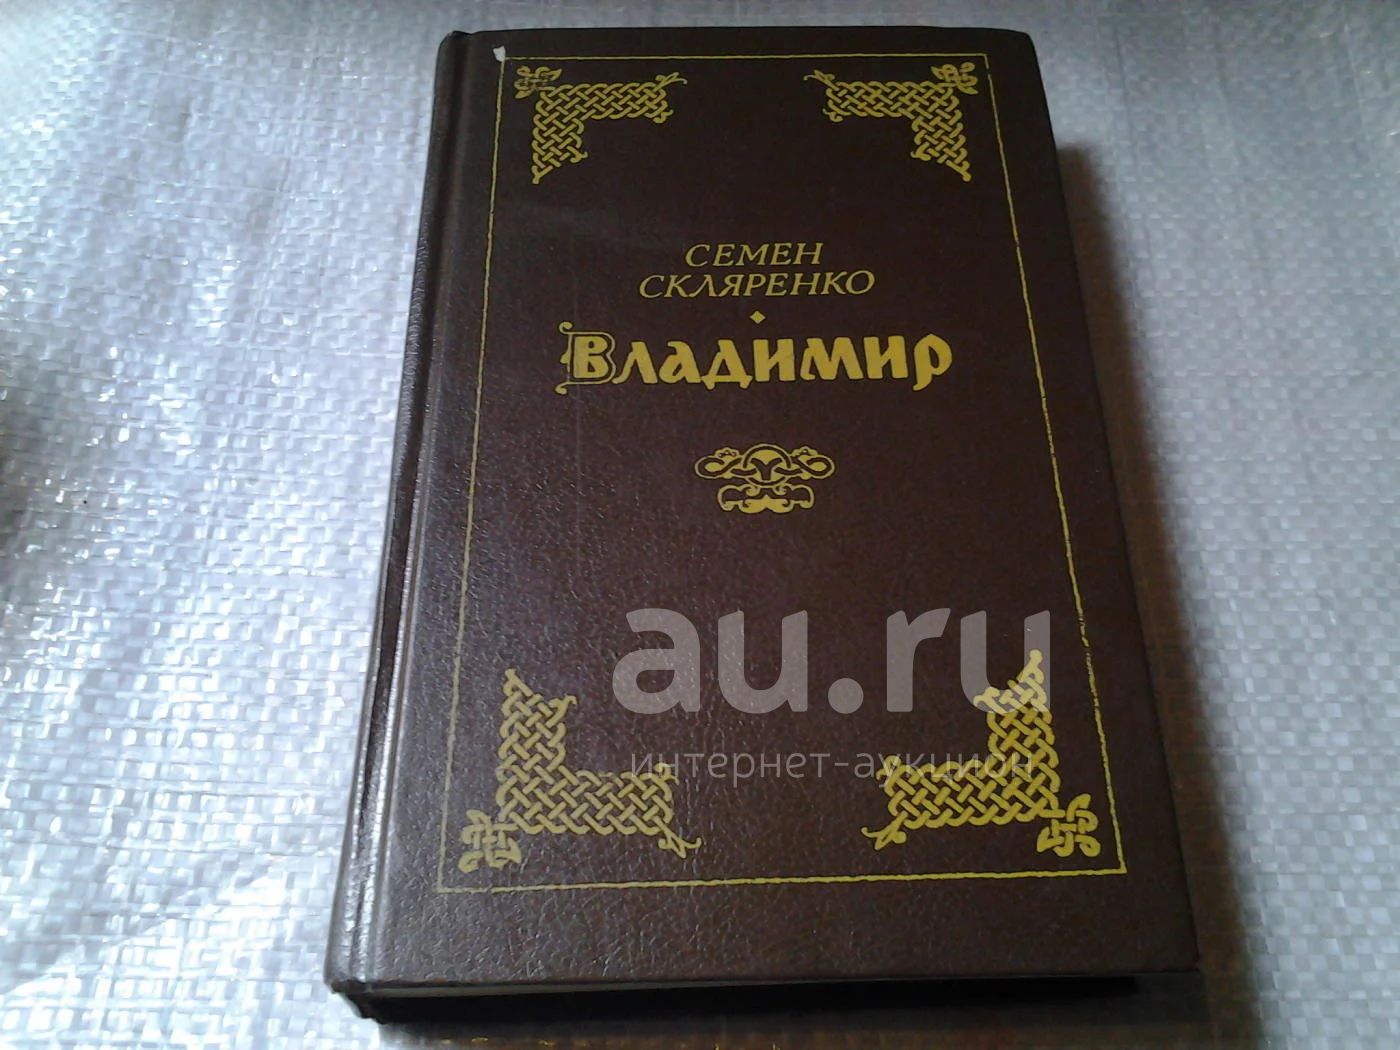 СЕМЕН
СКЛЯРЕНКО
ВЛАДИМИР
au.ru
интернет-аукцион